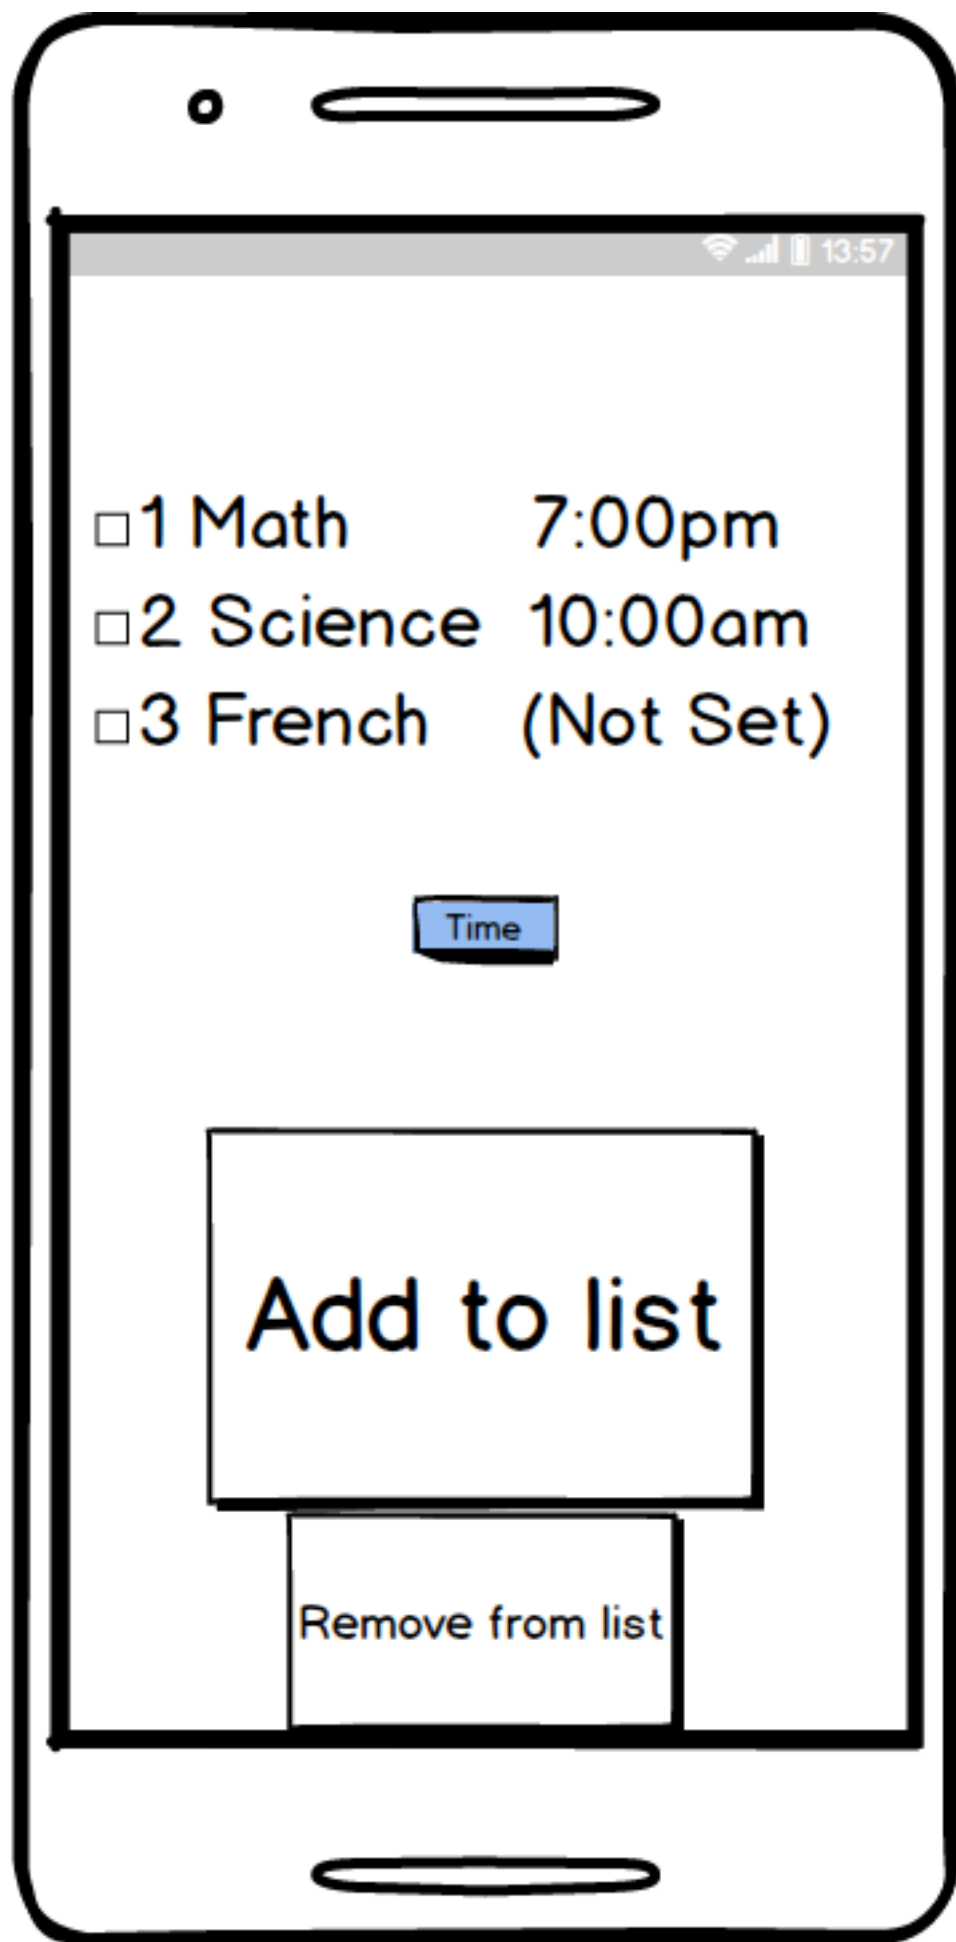 13:57
1 Math 7:00pm
2 Science 10:00am
3 French (Not Set)
Time
Add to list
Remove from list